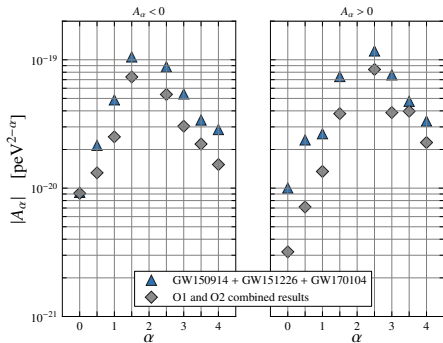 A_α < 0
A_α > 0
|A_α| [peV^{2−α}]
10^{−19}
10^{−20}
10^{−21}
GW150914 + GW151226 + GW170104
O1 and O2 combined results
0 1 2 3 4
0 1 2 3 4
α
α